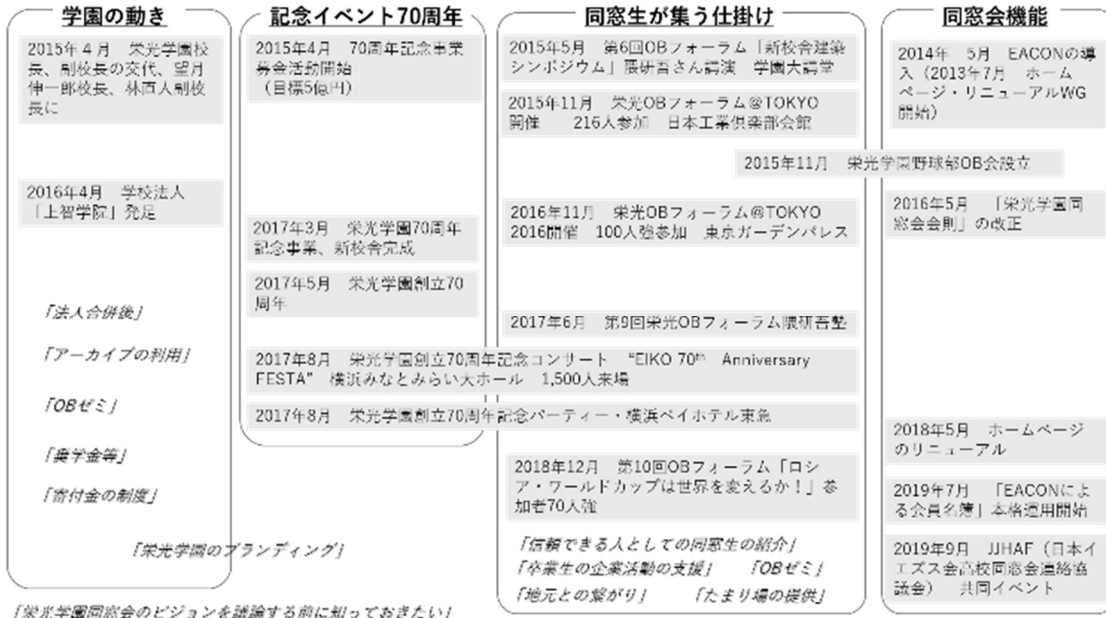 学園の動き
2015年４月　栄光学園校
長、副校長の交代、望月
伸一郎校長、林直人副校
長に
2016年4月　学校法人
「上智学院」発足
「法人合併後」
「アーカイブの利用」
「OBゼミ」
「奨学金等」
「寄付金の制度」
「栄光学園のブランディング」
「栄光学園同窓会のビジョンを議論する前に知っておきたい」
記念イベント70周年
2015年4月　70周年記念事業
募金活動開始
（目標5億円）
2017年3月　栄光学園70周年
記念事業、新校舎完成
2017年5月　栄光学園創立70
周年
2017年8月　栄光学園創立70周年記念コンサート　“EIKO 70th　Anniversary
FESTA”　横浜みなとみらい大ホール　1,500人来場
2017年8月　栄光学園創立70周年記念パーティー・横浜ベイホテル東急
同窓生が集う仕掛け
2015年5月　第6回OBフォーラム「新校舎建築
シンポジウム」隈研吾さん講演　学園大講堂
2015年11月　栄光OBフォーラム@TOKYO
開催　　216人参加　日本工業倶楽部会館
2015年11月　栄光学園野球部OB会設立
2016年11月　栄光OBフォーラム@TOKYO
2016開催　100人強参加　東京ガーデンパレス
2017年6月　第9回栄光OBフォーラム隈研吾塾
2018年12月　第10回OBフォーラム「ロシ
ア・ワールドカップは世界を変えるか！」参
加者70人強
「信頼できる人としての同窓生の紹介」
「卒業生の企業活動の支援」　　「OBゼミ」
「地元との繋がり」　　「たまり場の提供」
同窓会機能
2014年　5月　EACONの導
入（2013年7月　ホーム
ページ・リニューアルWG
開始）
2016年5月　「栄光学園同
窓会会則」の改正
2018年5月　ホームページ
のリニューアル
2019年7月　「EACONによ
る会員名簿」本格運用開始
2019年9月　JJHAF（日本イ
エズス会高校同窓会連絡協
議会）　共同イベント